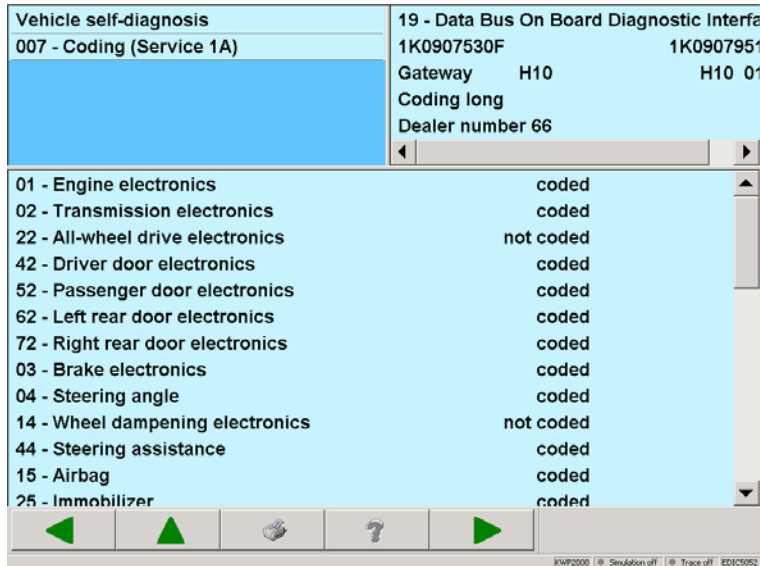 Vehicle self-diagnosis
007 - Coding (Service 1A)
19 - Data Bus On Board Diagnostic Interfa
1K0907530F 1K0907951
Gateway H10 H10 01
Coding long
Dealer number 66
01 - Engine electronics coded
02 - Transmission electronics coded
22 - All-wheel drive electronics not coded
42 - Driver door electronics coded
52 - Passenger door electronics coded
62 - Left rear door electronics coded
72 - Right rear door electronics coded
03 - Brake electronics coded
04 - Steering angle coded
14 - Wheel dampening electronics not coded
44 - Steering assistance coded
15 - Airbag coded
25 - Immobilizer coded
?
KWP2000 Simulation off Trace off EDIC5052